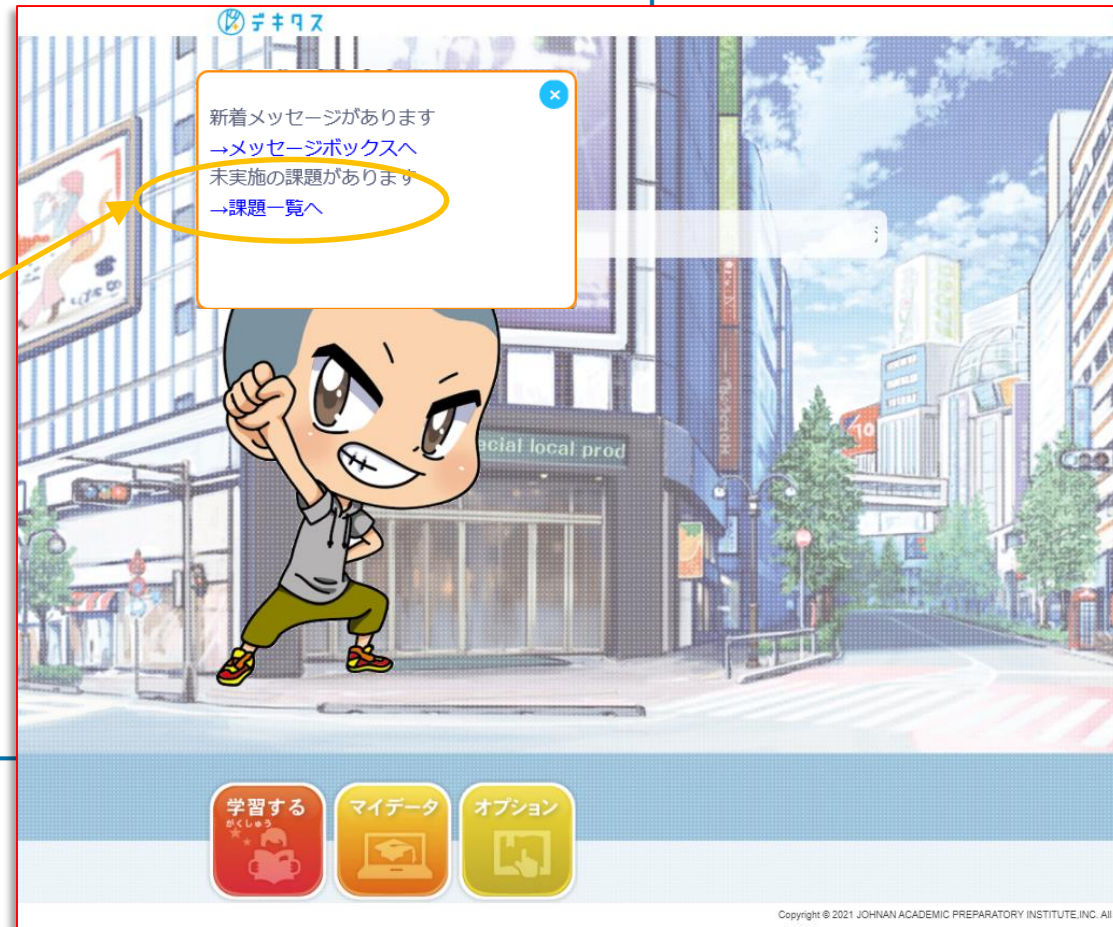 デキタス
新着メッセージがあります
→メッセージボックスへ
未実施の課題があります
→課題一覧へ
ecial local prod
学習する
がくしゅう
マイデータ
オプション
Copyright © 2021 JOHNAN ACADEMIC PREPARATORY INSTITUTE,INC. All